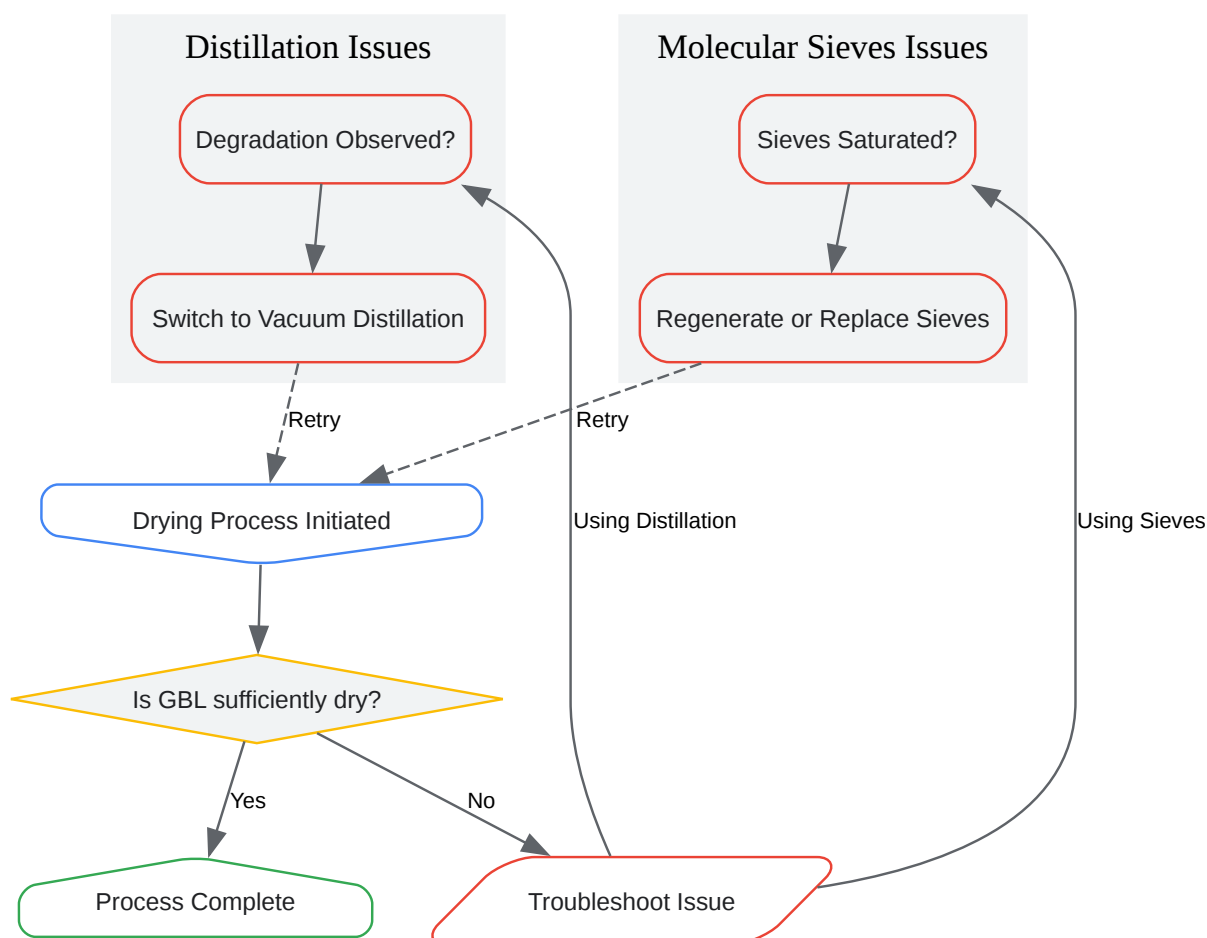 Distillation Issues
Molecular Sieves Issues
Degradation Observed?
Sieves Saturated?
Switch to Vacuum Distillation
Regenerate or Replace Sieves
Retry
Retry
Drying Process Initiated
Using Distillation
Using Sieves
Is GBL sufficiently dry?
Yes
No
Process Complete
Troubleshoot Issue